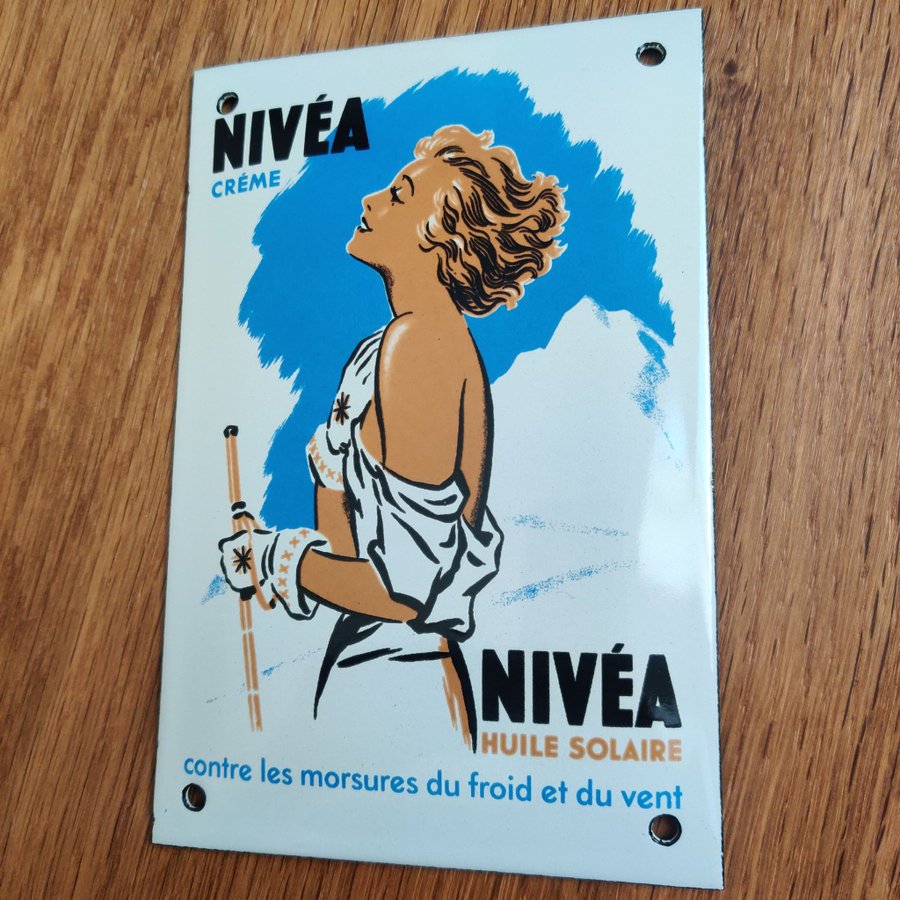 NIVÉA
CRÉME
NIVÉA
HUILE SOLAIRE
contre les morsures du froid et du vent